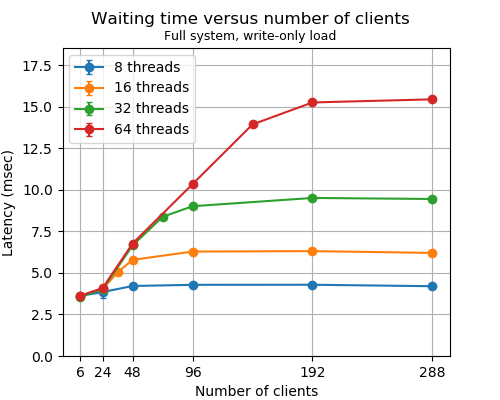 Waiting time versus number of clients
Full system, write-only load
17.5
15.0
12.5
10.0
7.5
5.0
2.5
0.0
Latency (msec)
8 threads
16 threads
32 threads
64 threads
6 24 48 96 192 288
Number of clients